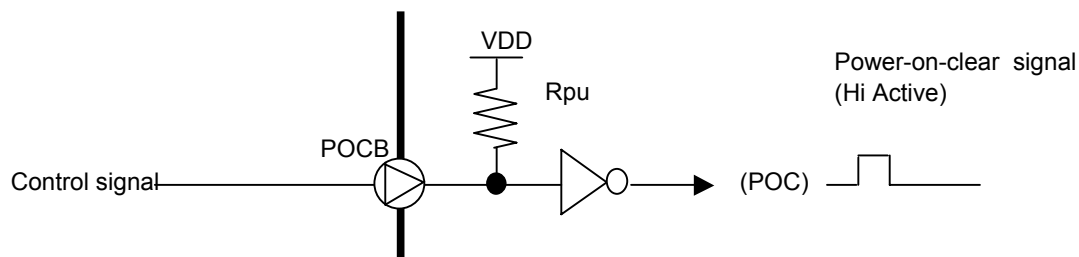 VDD
Power-on-clear signal
(Hi Active)
Rpu
POCB
Control signal
(POC)